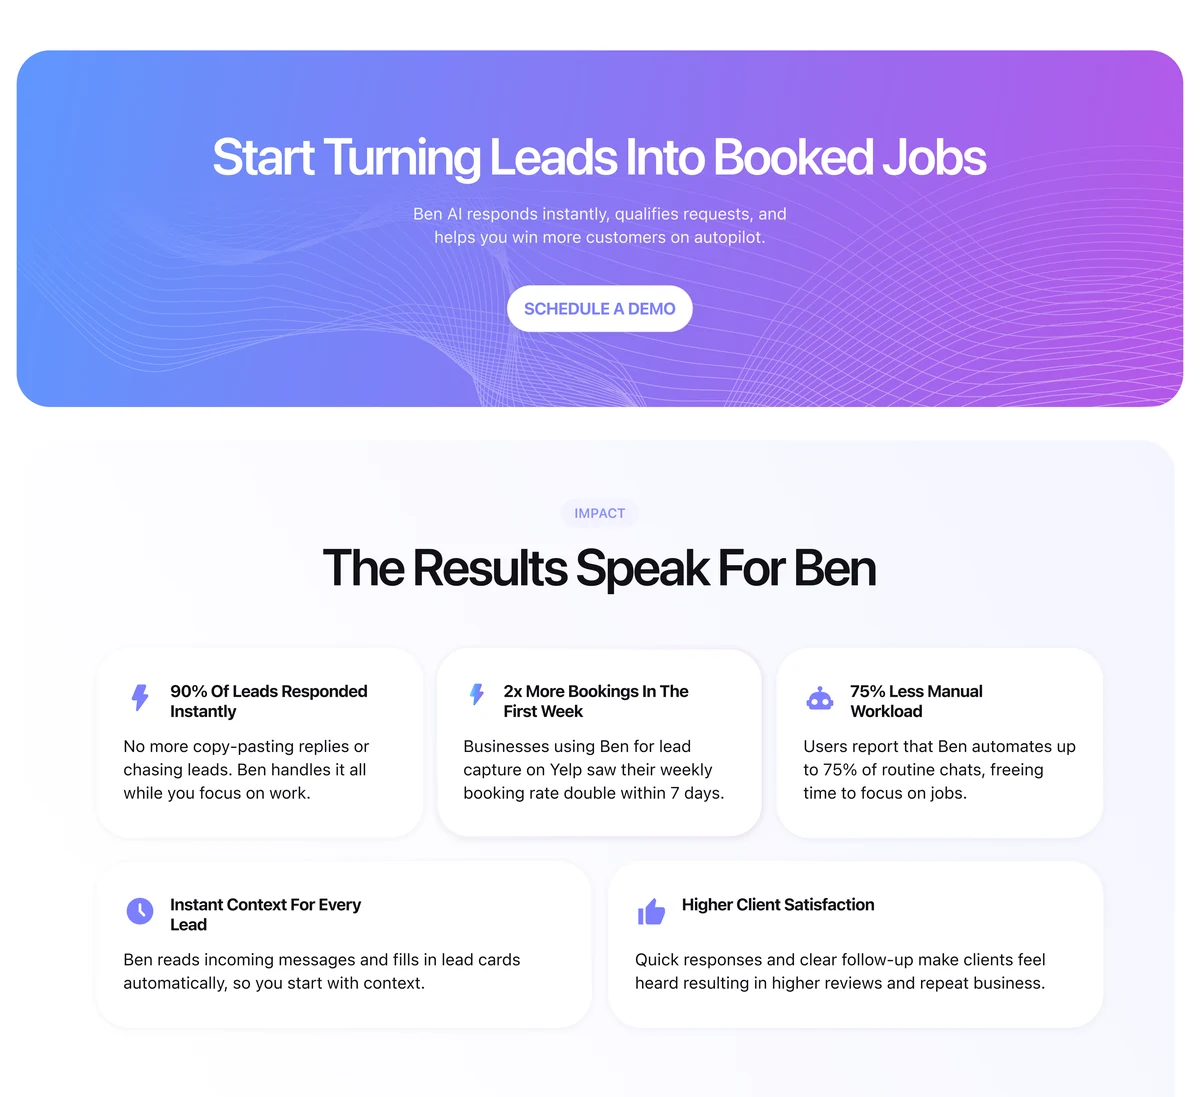 Start Turning Leads Into Booked Jobs
Ben AI responds instantly, qualifies requests, and
helps you win more customers on autopilot.
SCHEDULE A DEMO
IMPACT
The Results Speak For Ben
90% Of Leads Responded
Instantly
No more copy-pasting replies or
chasing leads. Ben handles it all
while you focus on work.
2x More Bookings In The
First Week
Businesses using Ben for lead
capture on Yelp saw their weekly
booking rate double within 7 days.
75% Less Manual
Workload
Users report that Ben automates up
to 75% of routine chats, freeing
time to focus on jobs.
Instant Context For Every
Lead
Ben reads incoming messages and fills in lead cards
automatically, so you start with context.
Higher Client Satisfaction
Quick responses and clear follow-up make clients feel
heard resulting in higher reviews and repeat business.